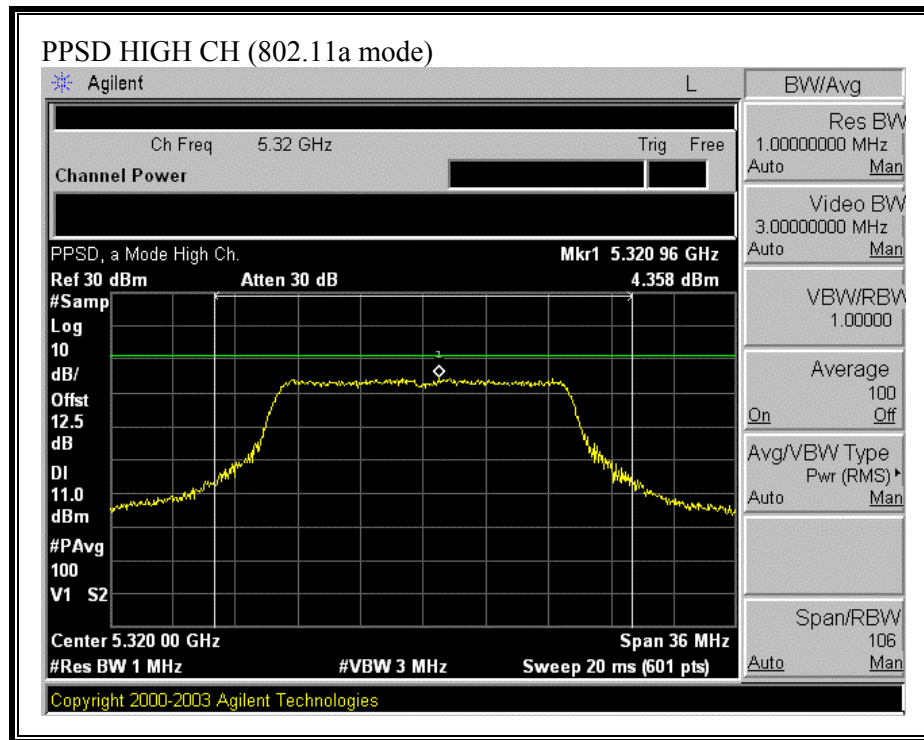 PPSD HIGH CH (802.11a mode)
Agilent L
Ch Freq 5.32 GHz Trig Free
Channel Power
PPSD, a Mode High Ch. Mkr1 5.320 96 GHz
Ref 30 dBm Atten 30 dB 4.358 dBm
#Samp
Log
10
dB/
Offst
12.5
dB
DI
11.0
dBm
#PAvg
100
V1 S2
1
Center 5.320 00 GHz Span 36 MHz
#Res BW 1 MHz #VBW 3 MHz Sweep 20 ms (601 pts)
Copyright 2000-2003 Agilent Technologies
BW/Avg
Res BW
1.00000000 MHz
Auto Man
Video BW
3.00000000 MHz
Auto Man
VBW/RBW
1.00000
Average
100
On Off
Avg/VBW Type
Pwr (RMS)
Auto Man
Span/RBW
106
Auto Man